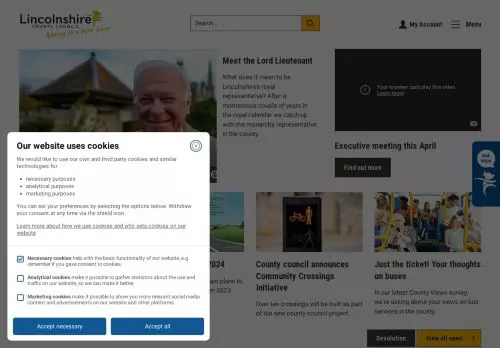 Lincolnshire
COUNTY COUNCIL
Working for a better future
Search...
My Account
Menu
Meet the Lord Lieutenant
What does it mean to be
Lincolnshire's royal
representative? After a
momentous couple of years in
the royal calendar we catch up
with the monarch's representative
in the county.
Your browser can't play this video.
Learn more
Executive meeting this April
Find out more
Our website uses cookies
We would like to use our own and third party cookies and similar
technologies for
• necessary purposes
• analytical purposes
• marketing purposes
You can set your preferences by selecting the options below. Withdraw
your consent at any time via the shield icon.
Learn more about how we use cookies and who sets cookies on our
website
Necessary cookies help with the basic functionality of our website, e.g.
remember if you gave consent to cookies.
Analytical cookies make it possible to gather statistics about the use and
traffic on our website, so we can make it better.
Marketing cookies make it possible to show you more relevant social media
content and advertisements on our website and other platforms.
Accept necessary
Accept all
2024
plans to
2023.
County council announces
Community Crossings
Initiative
Over ten crossings will be built as part of
the new county council project.
Just the ticket! Your thoughts
on buses
In our latest County Views survey,
we're asking about your views on bus
services in the county.
Devolution
View all news